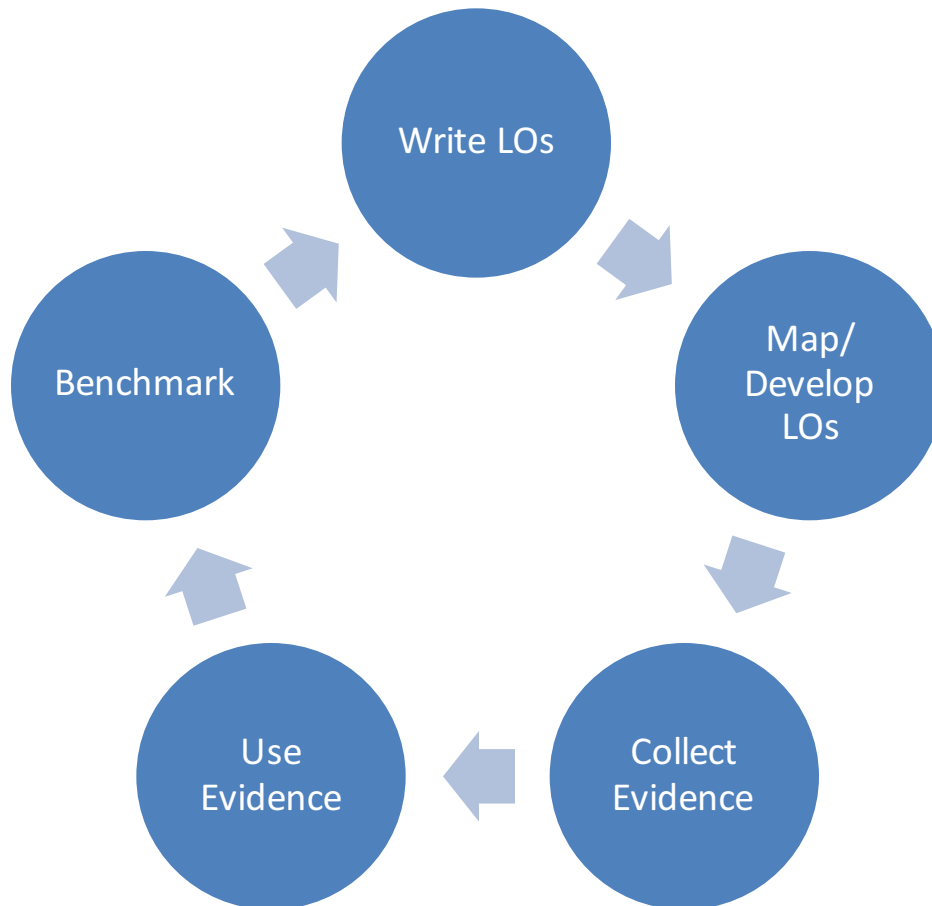 Write LOs
Map/
Develop
LOs
Collect
Evidence
Use
Evidence
Benchmark